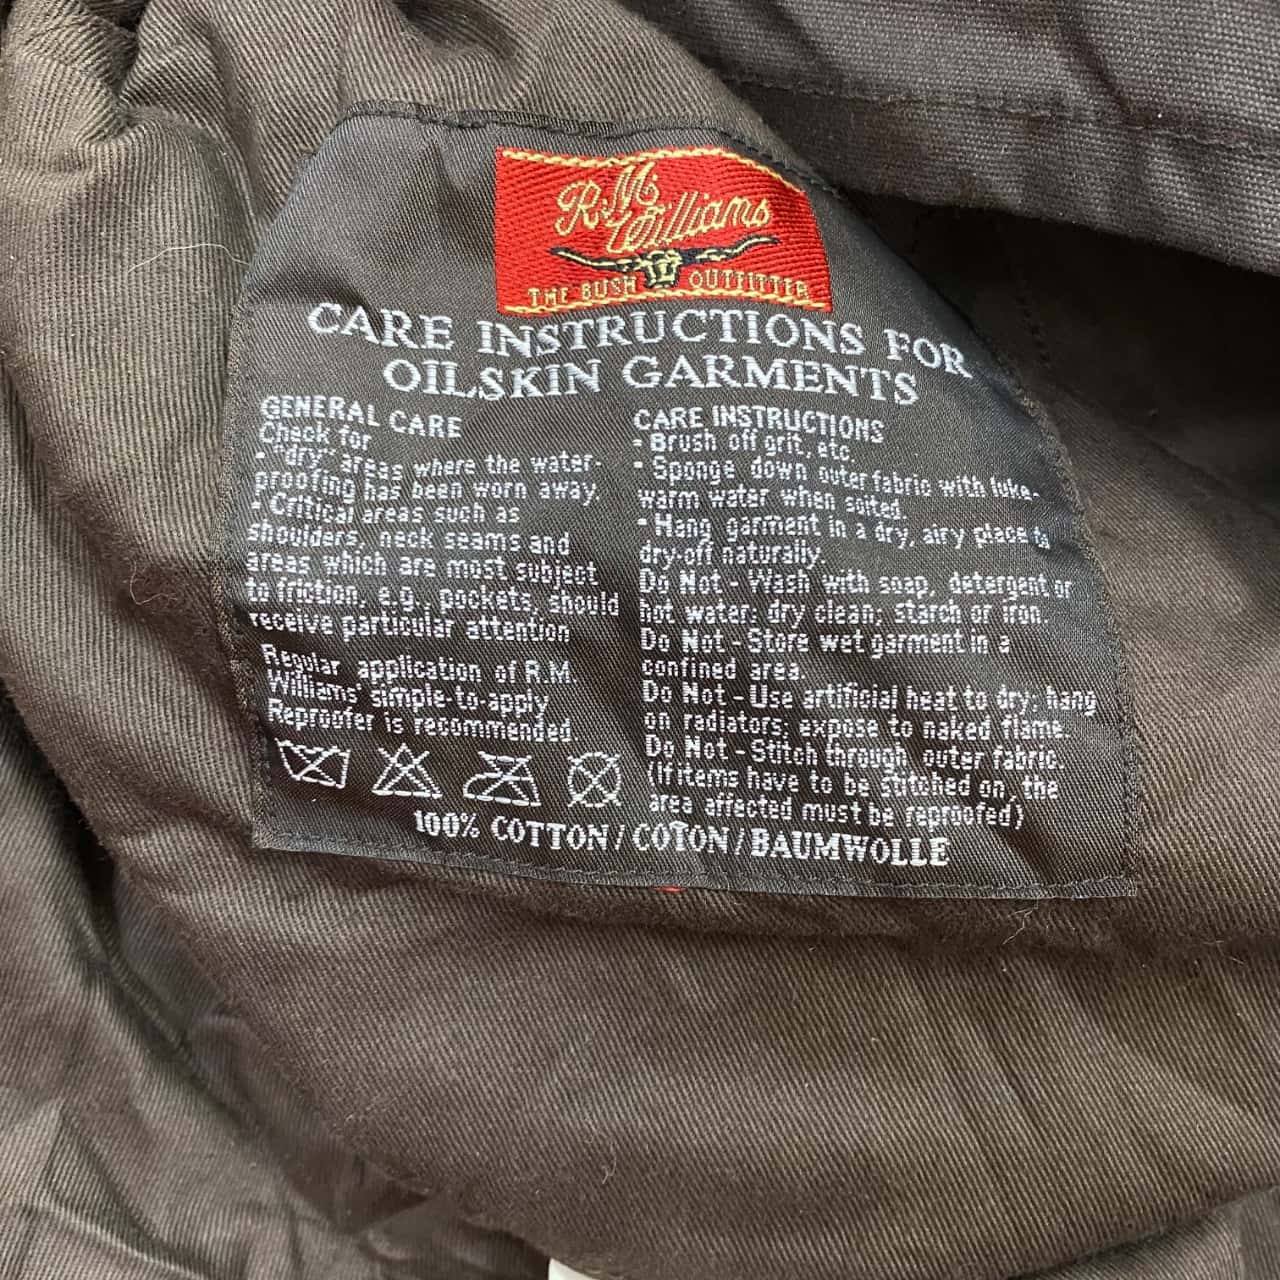 R.M. Williams
THE BUSH OUTFITTER
CARE INSTRUCTIONS FOR
OILSKIN GARMENTS
GENERAL CARE
Check for
- "dry" areas where the water-
proofing has been worn away.
- Critical areas such as
shoulders, neck seams and
areas which are most subject
to friction, e.g., pockets, should
receive particular attention
Regular application of R.M.
Williams' simple-to-apply
Reproofer is recommended.
CARE INSTRUCTIONS
- Brush off grit, etc.
- Sponge down outer fabric with luke-
warm water when suited
- Hang garment in a dry, airy place to
dry-off naturally.
Do Not - Wash with soap, detergent or
hot water; dry clean; starch or iron.
Do Not - Store wet garment in a
confined area.
Do Not - Use artificial heat to dry; hang
on radiators; expose to naked flame.
Do Not - Stitch through outer fabric.
(If items have to be stitched on, the
area affected must be reproofed)
100% COTTON / COTON / BAUMWOLLE